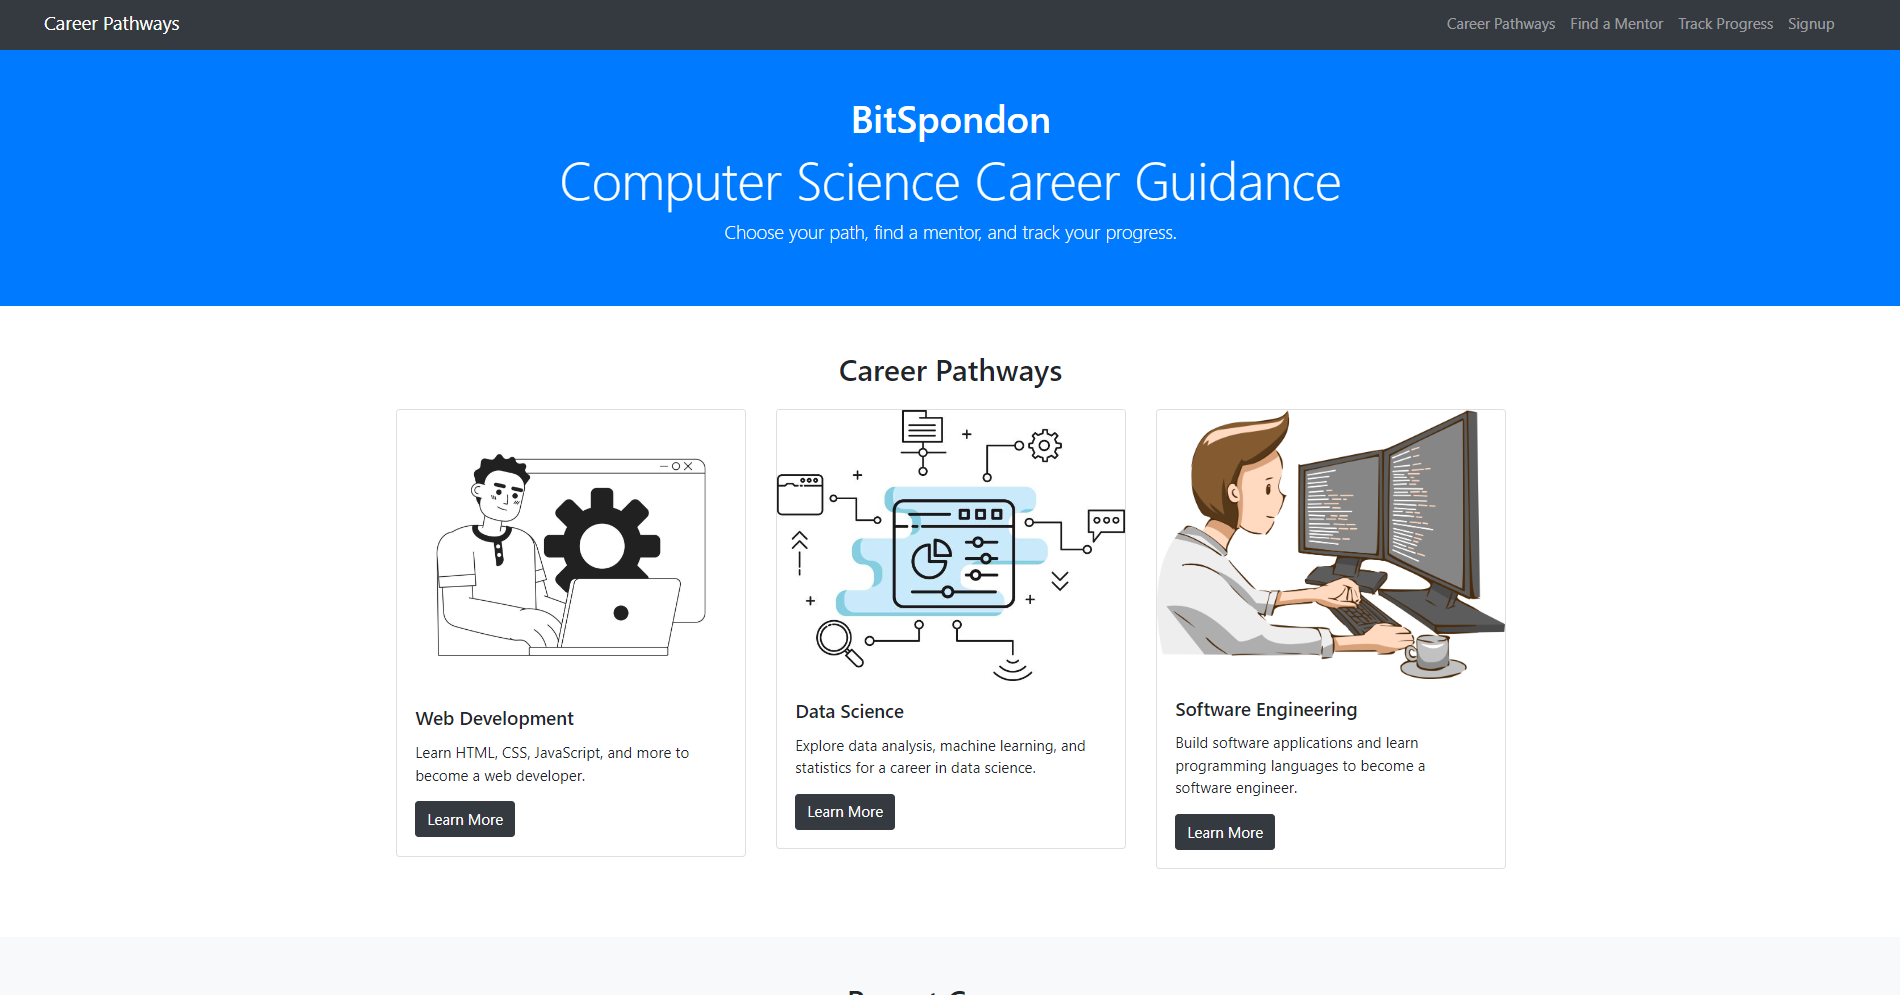 Career Pathways
Career Pathways Find a Mentor Track Progress Signup
BitSpondon
Computer Science Career Guidance
Choose your path, find a mentor, and track your progress.
Career Pathways
Web Development
Learn HTML, CSS, JavaScript, and more to
become a web developer.
Learn More
Data Science
Explore data analysis, machine learning, and
statistics for a career in data science.
Learn More
Software Engineering
Build software applications and learn
programming languages to become a
software engineer.
Learn More